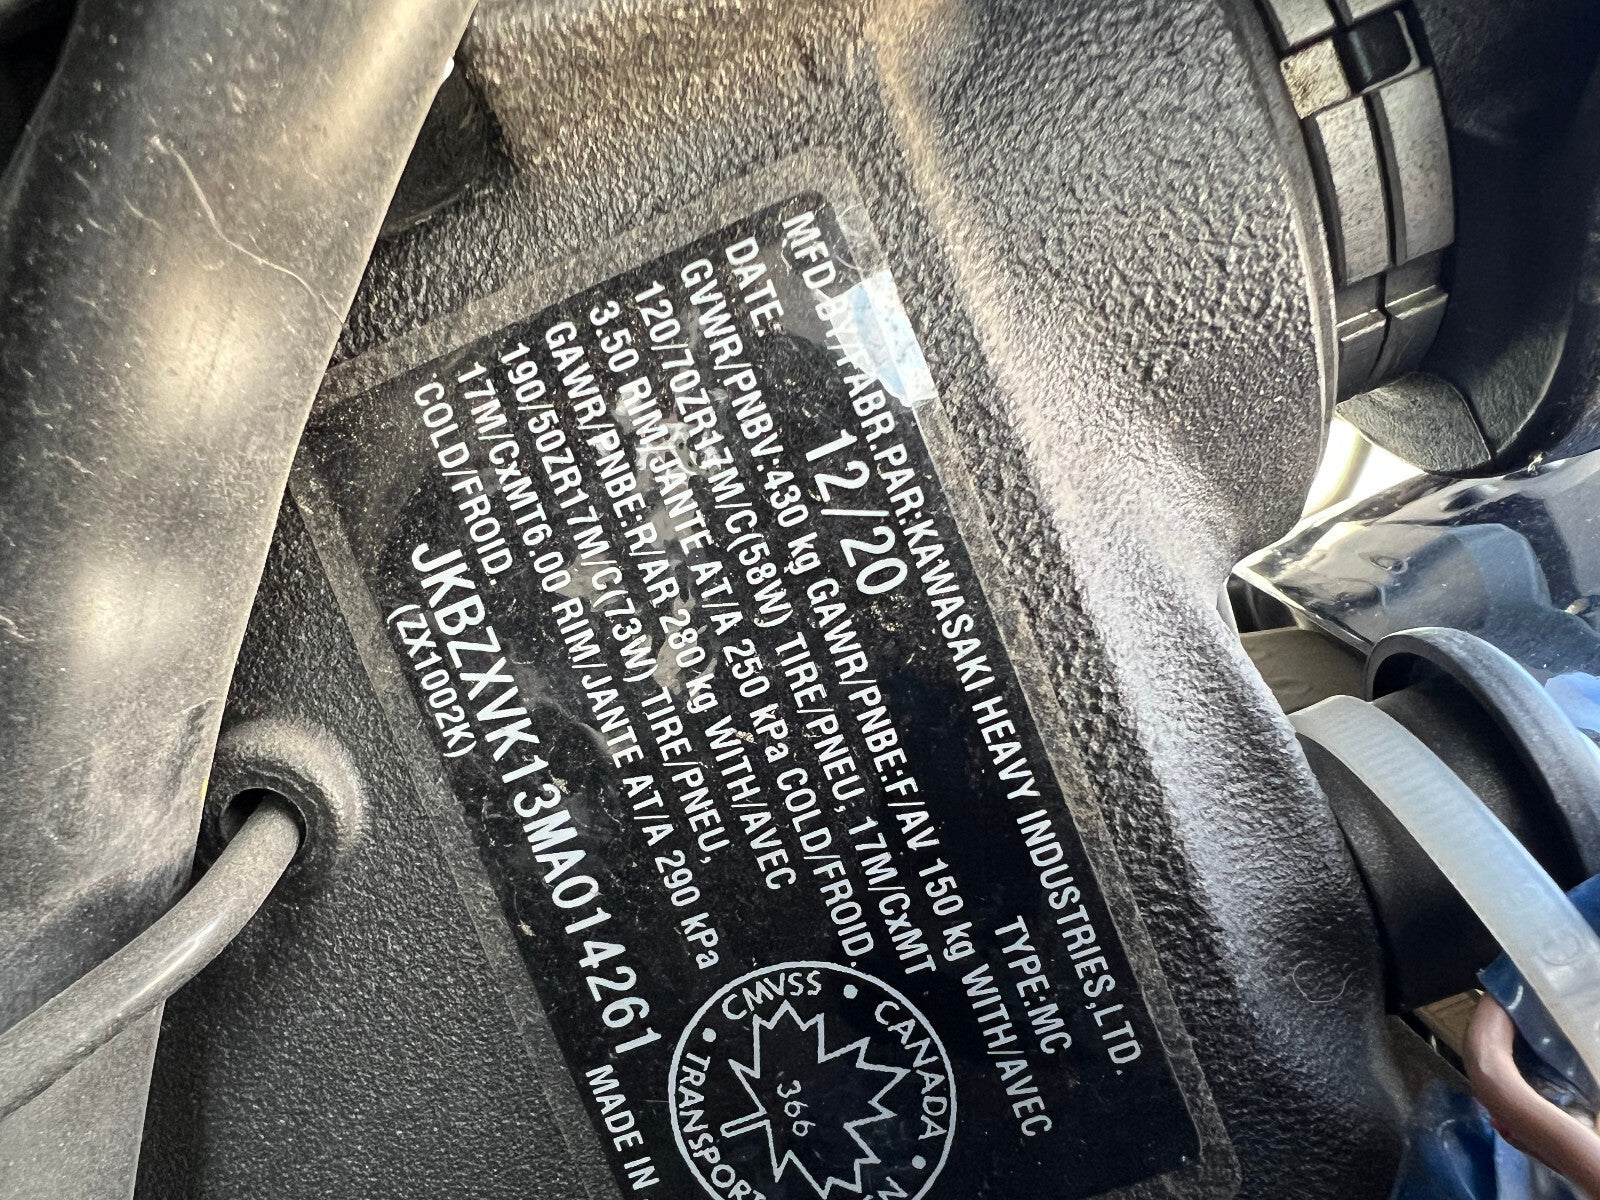 MFD.BY/FABR.PAR:KAWASAKI HEAVY INDUSTRIES,LTD.
DATE: 12/20 TYPE:MC
GVWR/PNBV:430 kg GAWR/PNBE:F/AV 150 kg WITH/AVEC
120/70ZR17M/C(58W) TIRE/PNEU, 17M/CxMT
3.50 RIM/JANTE AT/A 250 kPa COLD/FROID.
GAWR/PNBE:R/AR 280 kg WITH/AVEC
190/50ZR17M/C(73W) TIRE/PNEU,
17M/CxMT6.00 RIM/JANTE AT/A 290 kPa
COLD/FROID.
JKBZXVK13MA014261 MADE IN
(ZX1002K)
CMVSS • CANADA •
• TRANSPORT
366